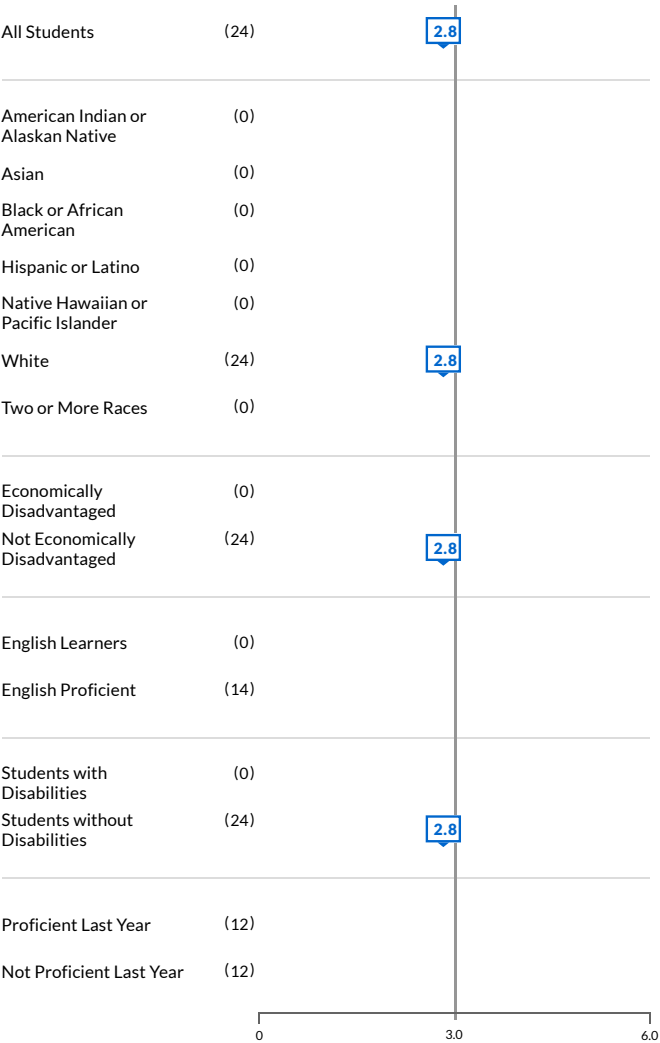 All Students (24) 2.8
American Indian or (0)
Alaskan Native
Asian (0)
Black or African (0)
American
Hispanic or Latino (0)
Native Hawaiian or (0)
Pacific Islander
White (24) 2.8
Two or More Races (0)
Economically (0)
Disadvantaged
Not Economically (24) 2.8
Disadvantaged
English Learners (0)
English Proficient (14)
Students with (0)
Disabilities
Students without (24) 2.8
Disabilities
Proficient Last Year (12)
Not Proficient Last Year (12)
0 3.0 6.0